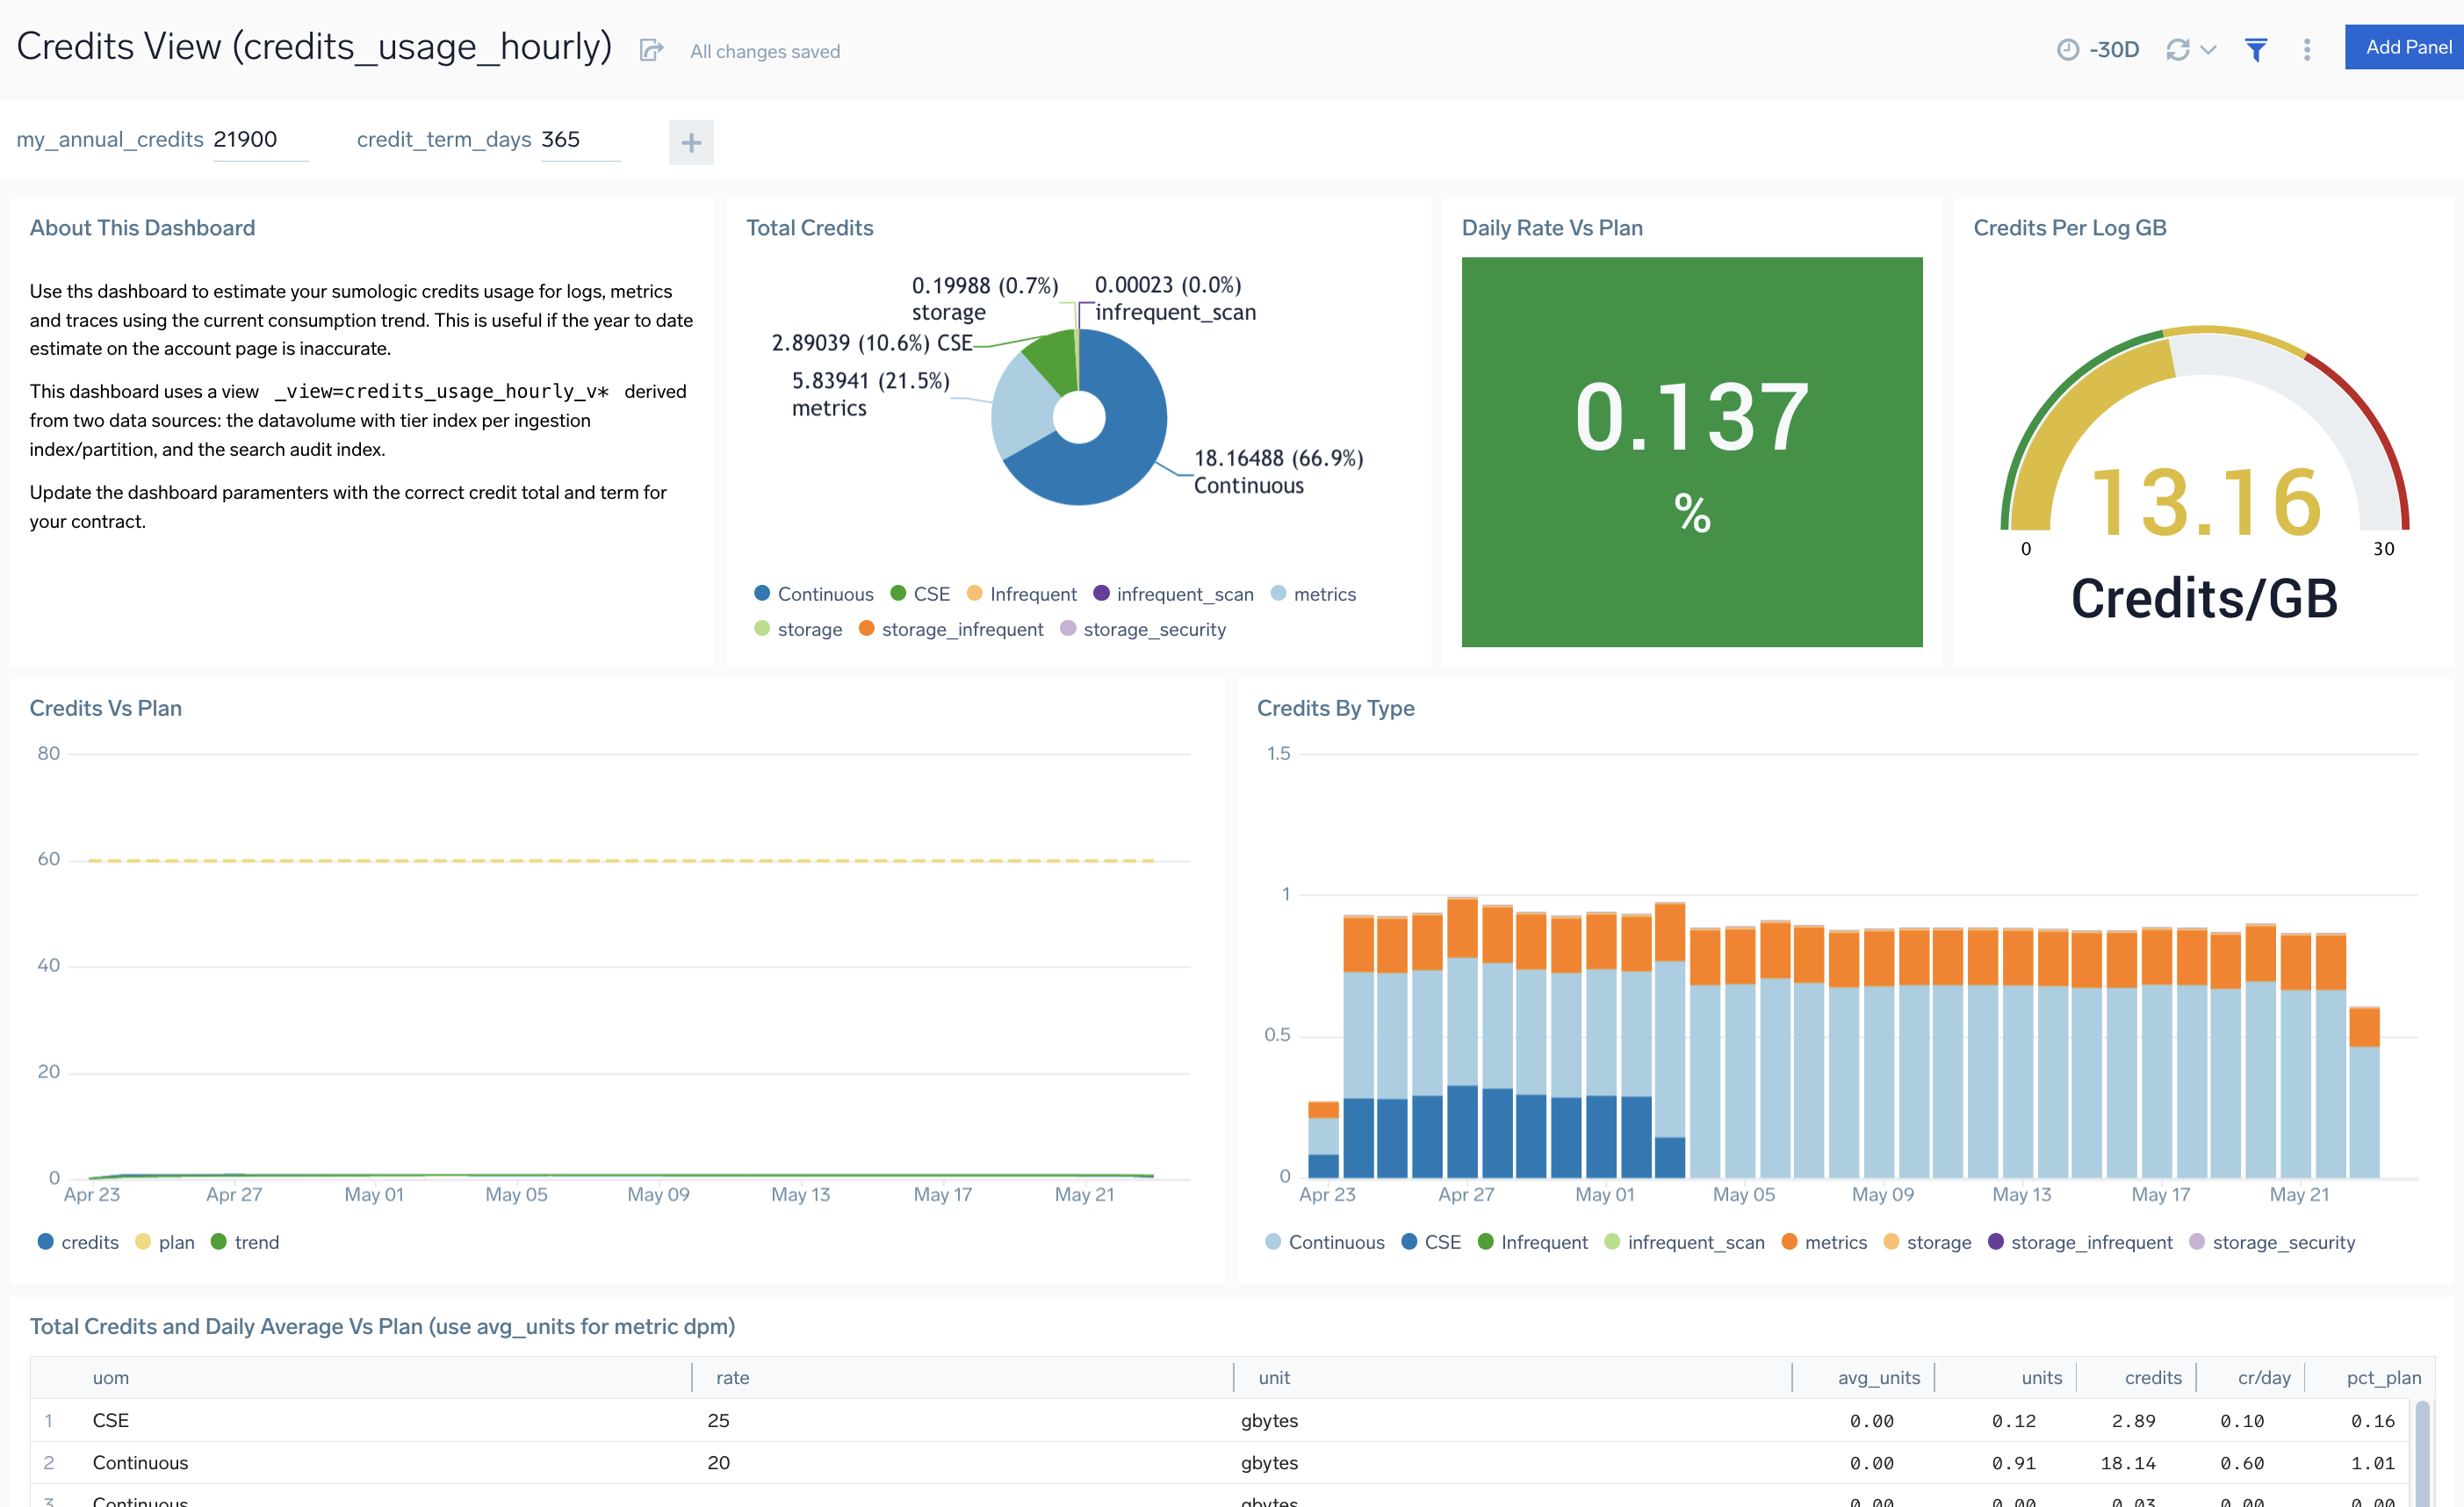 Credits View (credits_usage_hourly)
All changes saved
-30D
Add Panel
my_annual_credits 21900
credit_term_days 365
+
About This Dashboard
Use ths dashboard to estimate your sumologic credits usage for logs, metrics
and traces using the current consumption trend. This is useful if the year to date
estimate on the account page is inaccurate.
This dashboard uses a view _view=credits_usage_hourly_v* derived
from two data sources: the datavolume with tier index per ingestion
index/partition, and the search audit index.
Update the dashboard paramenters with the correct credit total and term for
your contract.
Total Credits
0.19988 (0.7%)
storage
0.00023 (0.0%)
infrequent_scan
2.89039 (10.6%) CSE
5.83941 (21.5%)
metrics
18.16488 (66.9%)
Continuous
Continuous CSE Infrequent infrequent_scan metrics
storage storage_infrequent storage_security
Daily Rate Vs Plan
0.137
%
Credits Per Log GB
13.16
0 30
Credits/GB
Credits Vs Plan
80
60
40
20
0
Apr 23 Apr 27 May 01 May 05 May 09 May 13 May 17 May 21
credits plan trend
Credits By Type
1.5
1
0.5
0
Apr 23 Apr 27 May 01 May 05 May 09 May 13 May 17 May 21
Continuous CSE Infrequent infrequent_scan metrics storage storage_infrequent storage_security
Total Credits and Daily Average Vs Plan (use avg_units for metric dpm)
uom rate unit avg_units units credits cr/day pct_plan
1 CSE 25 gbytes 0.00 0.12 2.89 0.10 0.16
2 Continuous 20 gbytes 0.00 0.91 18.14 0.60 1.01
3 Continuous gbytes 0.00 0.00 0.03 0.00 0.00